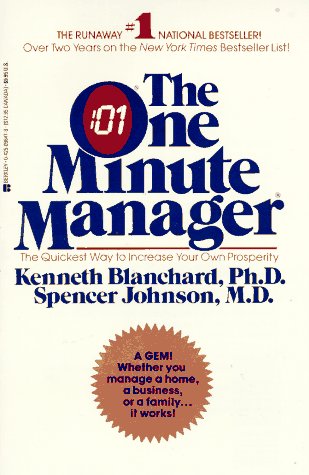 THE RUNAWAY #1 NATIONAL BESTSELLER!
Over Two Years on the New York Times Bestseller List!
The
:01
One
Minute
Manager®
The Quickest Way to Increase Your Own Prosperity
Kenneth Blanchard, Ph.D.
Spencer Johnson, M.D.
A GEM!
Whether you
manage a home,
a business,
or a family...
it works!